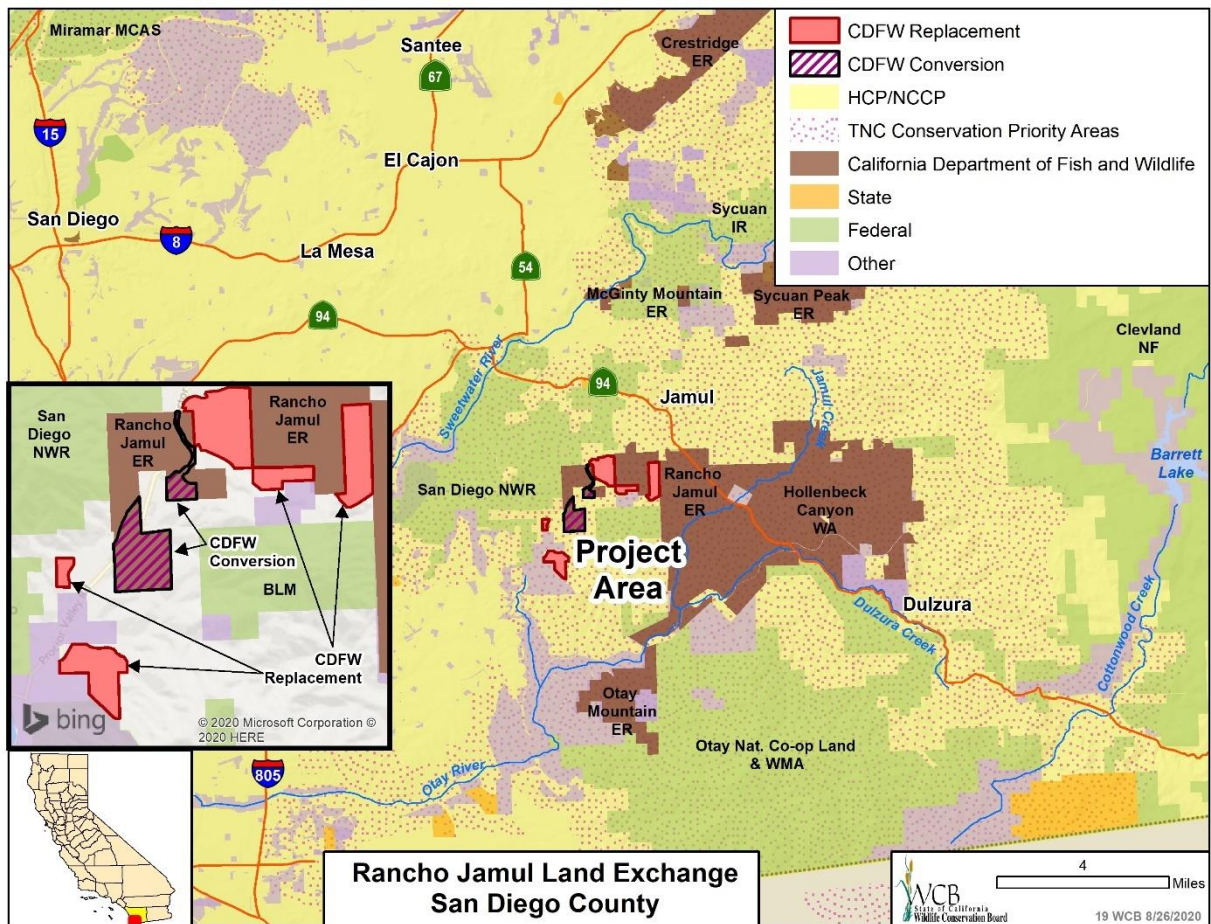 Miramar MCAS
Santee
67
Crestridge
ER
15
El Cajon
San Diego
8
La Mesa
54
Sycuan
IR
94
McGinty Mountain
ER
Sycuan Peak
ER
Clevland
NF
Sweetwater River
94
Jamul
Jamul Creek
Barrett
Lake
San Diego NWR
Rancho
Jamul
ER
Hollenbeck
Canyon
WA
Project
Area
Dulzura
Dulzura Creek
Cottonwood Creek
Otay
Mountain
ER
Otay Nat. Co-op Land
& WMA
805
Otay River
CDFW Replacement
CDFW Conversion
HCP/NCCP
TNC Conservation Priority Areas
California Department of Fish and Wildlife
State
Federal
Other
San
Diego
NWR
Rancho
Jamul
ER
Rancho
Jamul
ER
CDFW
Conversion
BLM
CDFW
Replacement
bing
© 2020 Microsoft Corporation ©
2020 HERE
Rancho Jamul Land Exchange
San Diego County
WCB
State of California
Wildlife Conservation Board
4
Miles
19 WCB 8/26/2020